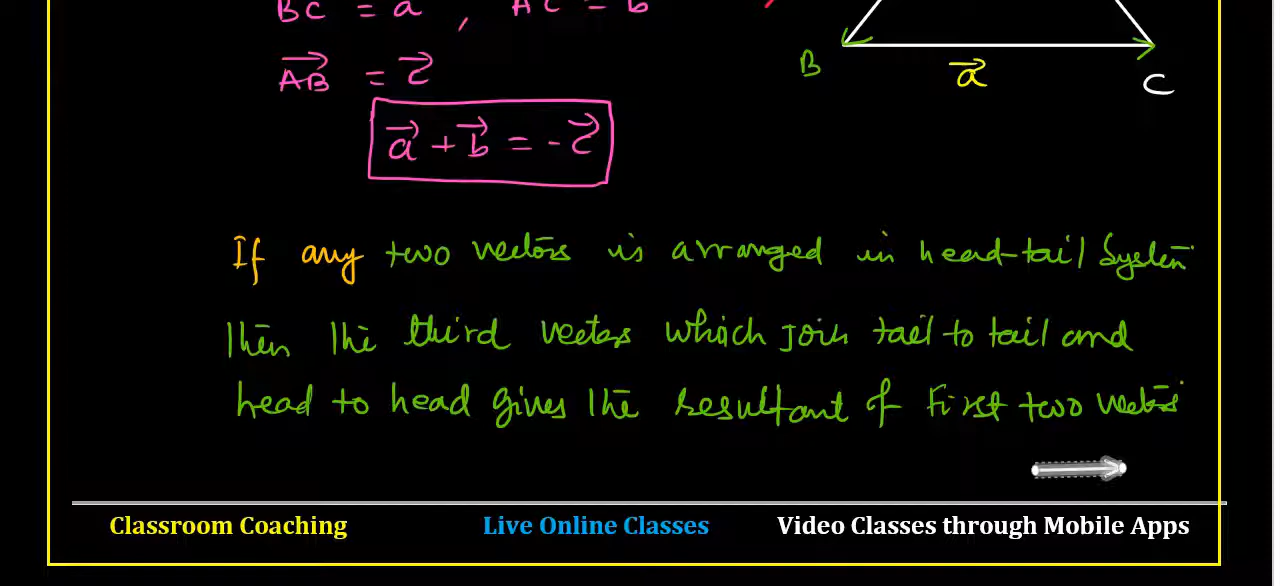 BC = a , AC = b
B
AB = c
a
C
a + b = - c
If any two vectors is arranged in head-tail System
Then the third vector which join tail to tail and
head to head gives the resultant of First two vectors
Classroom Coaching Live Online Classes Video Classes through Mobile Apps